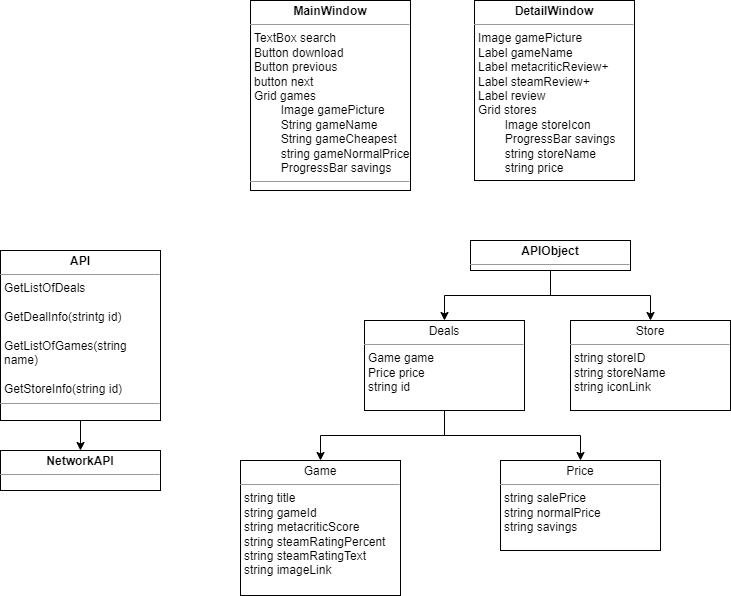 MainWindow
TextBox search
Button download
Button previous
button next
Grid games
Image gamePicture
String gameName
String gameCheapest
string gameNormalPrice
ProgressBar savings
DetailWindow
Image gamePicture
Label gameName
Label metacriticReview+
Label steamReview+
Label review
Grid stores
Image storeIcon
ProgressBar savings
string storeName
string price
API
GetListOfDeals
GetDealInfo(strintg id)
GetListOfGames(string
name)
GetStoreInfo(string id)
NetworkAPI
APIObject
Deals
Game game
Price price
string id
Store
string storeID
string storeName
string iconLink
Game
string title
string gameId
string metacriticScore
string steamRatingPercent
string steamRatingText
string imageLink
Price
string salePrice
string normalPrice
string savings